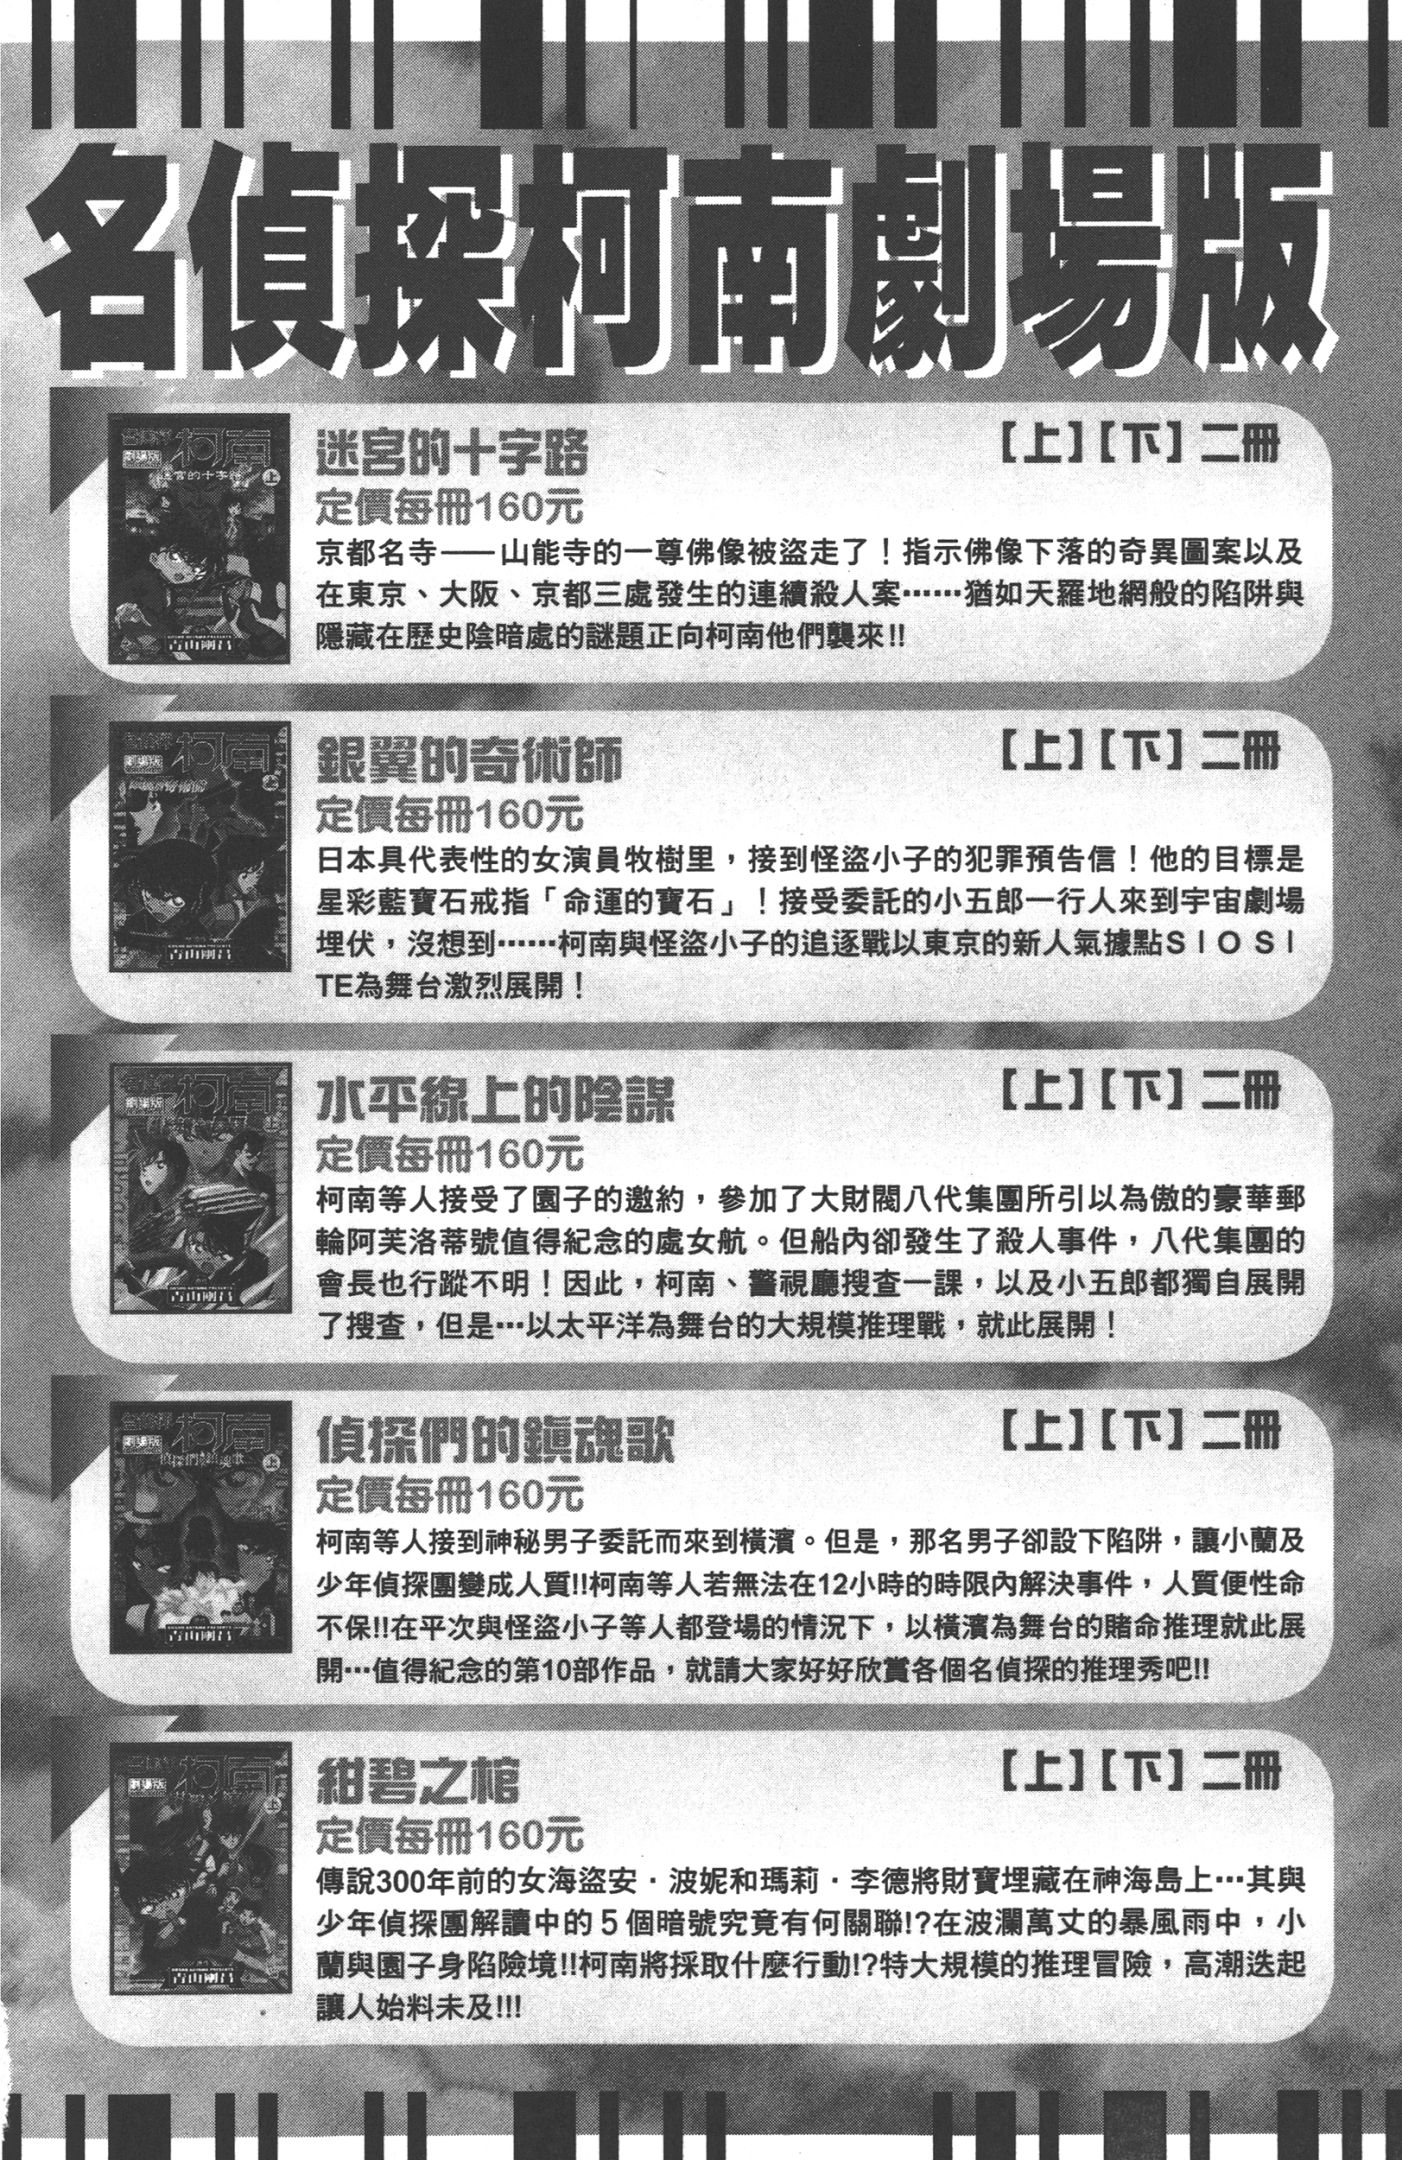 名偵探柯南劇場版
迷宮的十字路
【上】【下】二冊
定價每冊160元
京都名寺——山能寺的一尊佛像被盜走了！指示佛像下落的奇異圖案以及
在東京、大阪、京都三處發生的連續殺人案……猶如天羅地網般的陷阱與
隱藏在歷史陰暗處的謎題正向柯南他們襲來!!
銀翼的奇術師
【上】【下】二冊
定價每冊160元
日本具代表性的女演員牧樹里，接到怪盜小子的犯罪預告信！他的目標是
星彩藍寶石戒指「命運的寶石」！接受委託的小五郎一行人來到宇宙劇場
埋伏，沒想到……柯南與怪盜小子的追逐戰以東京的新人氣據點SIO SI
TE為舞台激烈展開！
水平線上的陰謀
【上】【下】二冊
定價每冊160元
柯南等人接受了園子的邀約，參加了大財閥八代集團所引以為傲的豪華郵
輪阿芙洛蒂號值得紀念的處女航。但船內卻發生了殺人事件，八代集團的
會長也行蹤不明！因此，柯南、警視廳搜查一課，以及小五郎都獨自展開
了搜查，但是…以太平洋為舞台的大規模推理戰，就此展開！
偵探們的鎮魂歌
【上】【下】二冊
定價每冊160元
柯南等人接到神秘男子委託而來到橫濱。但是，那名男子卻設下陷阱，讓小蘭及
少年偵探團變成人質!!柯南等人若無法在12小時的時限內解決事件，人質便性命
不保!!在平次與怪盜小子等人都登場的情況下，以橫濱為舞台的賭命推理就此展
開…值得紀念的第10部作品，就請大家好好欣賞各個名偵探的推理秀吧!!
紺碧之棺
【上】【下】二冊
定價每冊160元
傳說300年前的女海盜安．波妮和瑪莉．李德將財寶埋藏在神海島上…其與
少年偵探團解讀中的５個暗號究竟有何關聯!?在波瀾萬丈的暴風雨中，小
蘭與園子身陷險境!!柯南將採取什麼行動!?特大規模的推理冒險，高潮迭起
讓人始料未及!!!